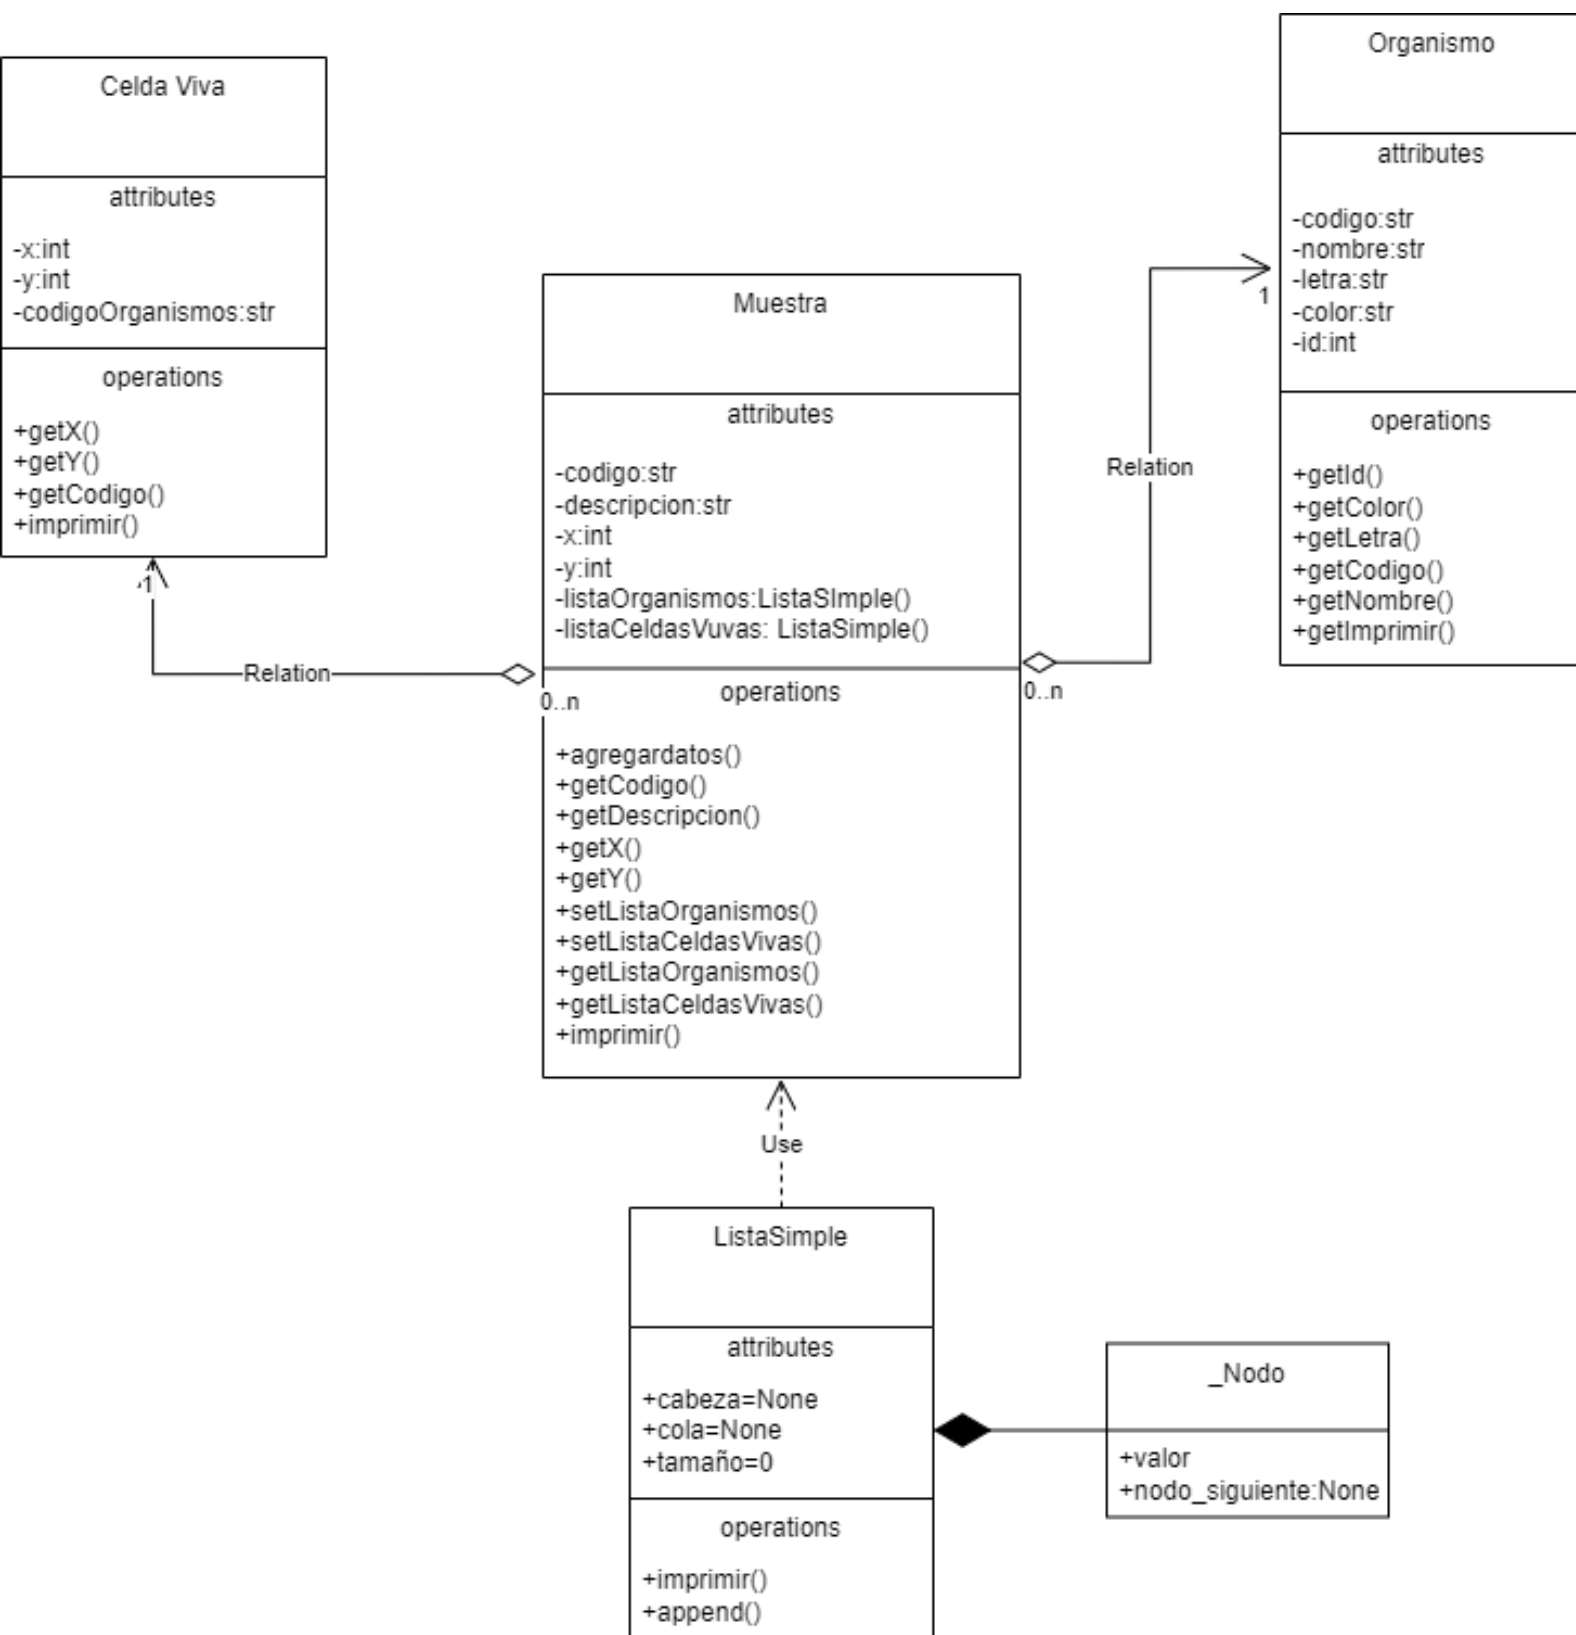 Celda Viva
attributes
-x:int
-y:int
-codigoOrganismos:str
operations
+getX()
+getY()
+getCodigo()
+imprimir()
1
Relation
0..n
Muestra
attributes
-codigo:str
-descripcion:str
-x:int
-y:int
-listaOrganismos:ListaSImple()
-listaCeldasVuvas: ListaSimple()
operations
+agregardatos()
+getCodigo()
+getDescripcion()
+getX()
+getY()
+setListaOrganismos()
+setListaCeldasVivas()
+getListaOrganismos()
+getListaCeldasVivas()
+imprimir()
0..n
Relation
1
Organismo
attributes
-codigo:str
-nombre:str
-letra:str
-color:str
-id:int
operations
+getId()
+getColor()
+getLetra()
+getCodigo()
+getNombre()
+getImprimir()
Use
ListaSimple
attributes
+cabeza=None
+cola=None
+tamaño=0
operations
+imprimir()
+append()
_Nodo
+valor
+nodo_siguiente:None